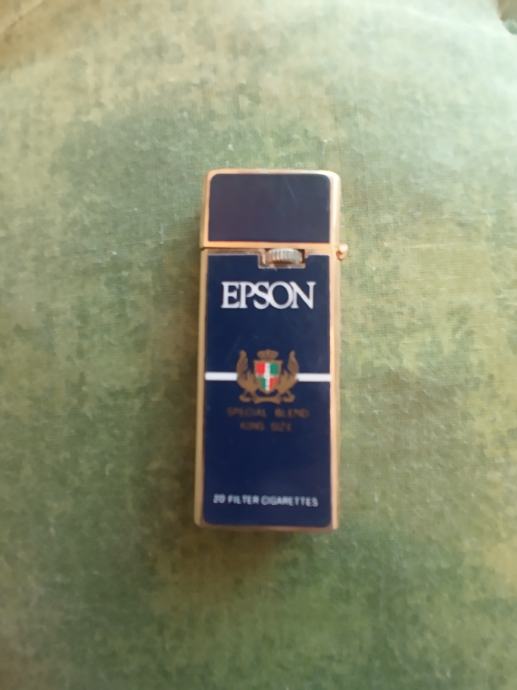 EPSON
SPECIAL BLEND
KING SIZE
20 FILTER CIGARETTES